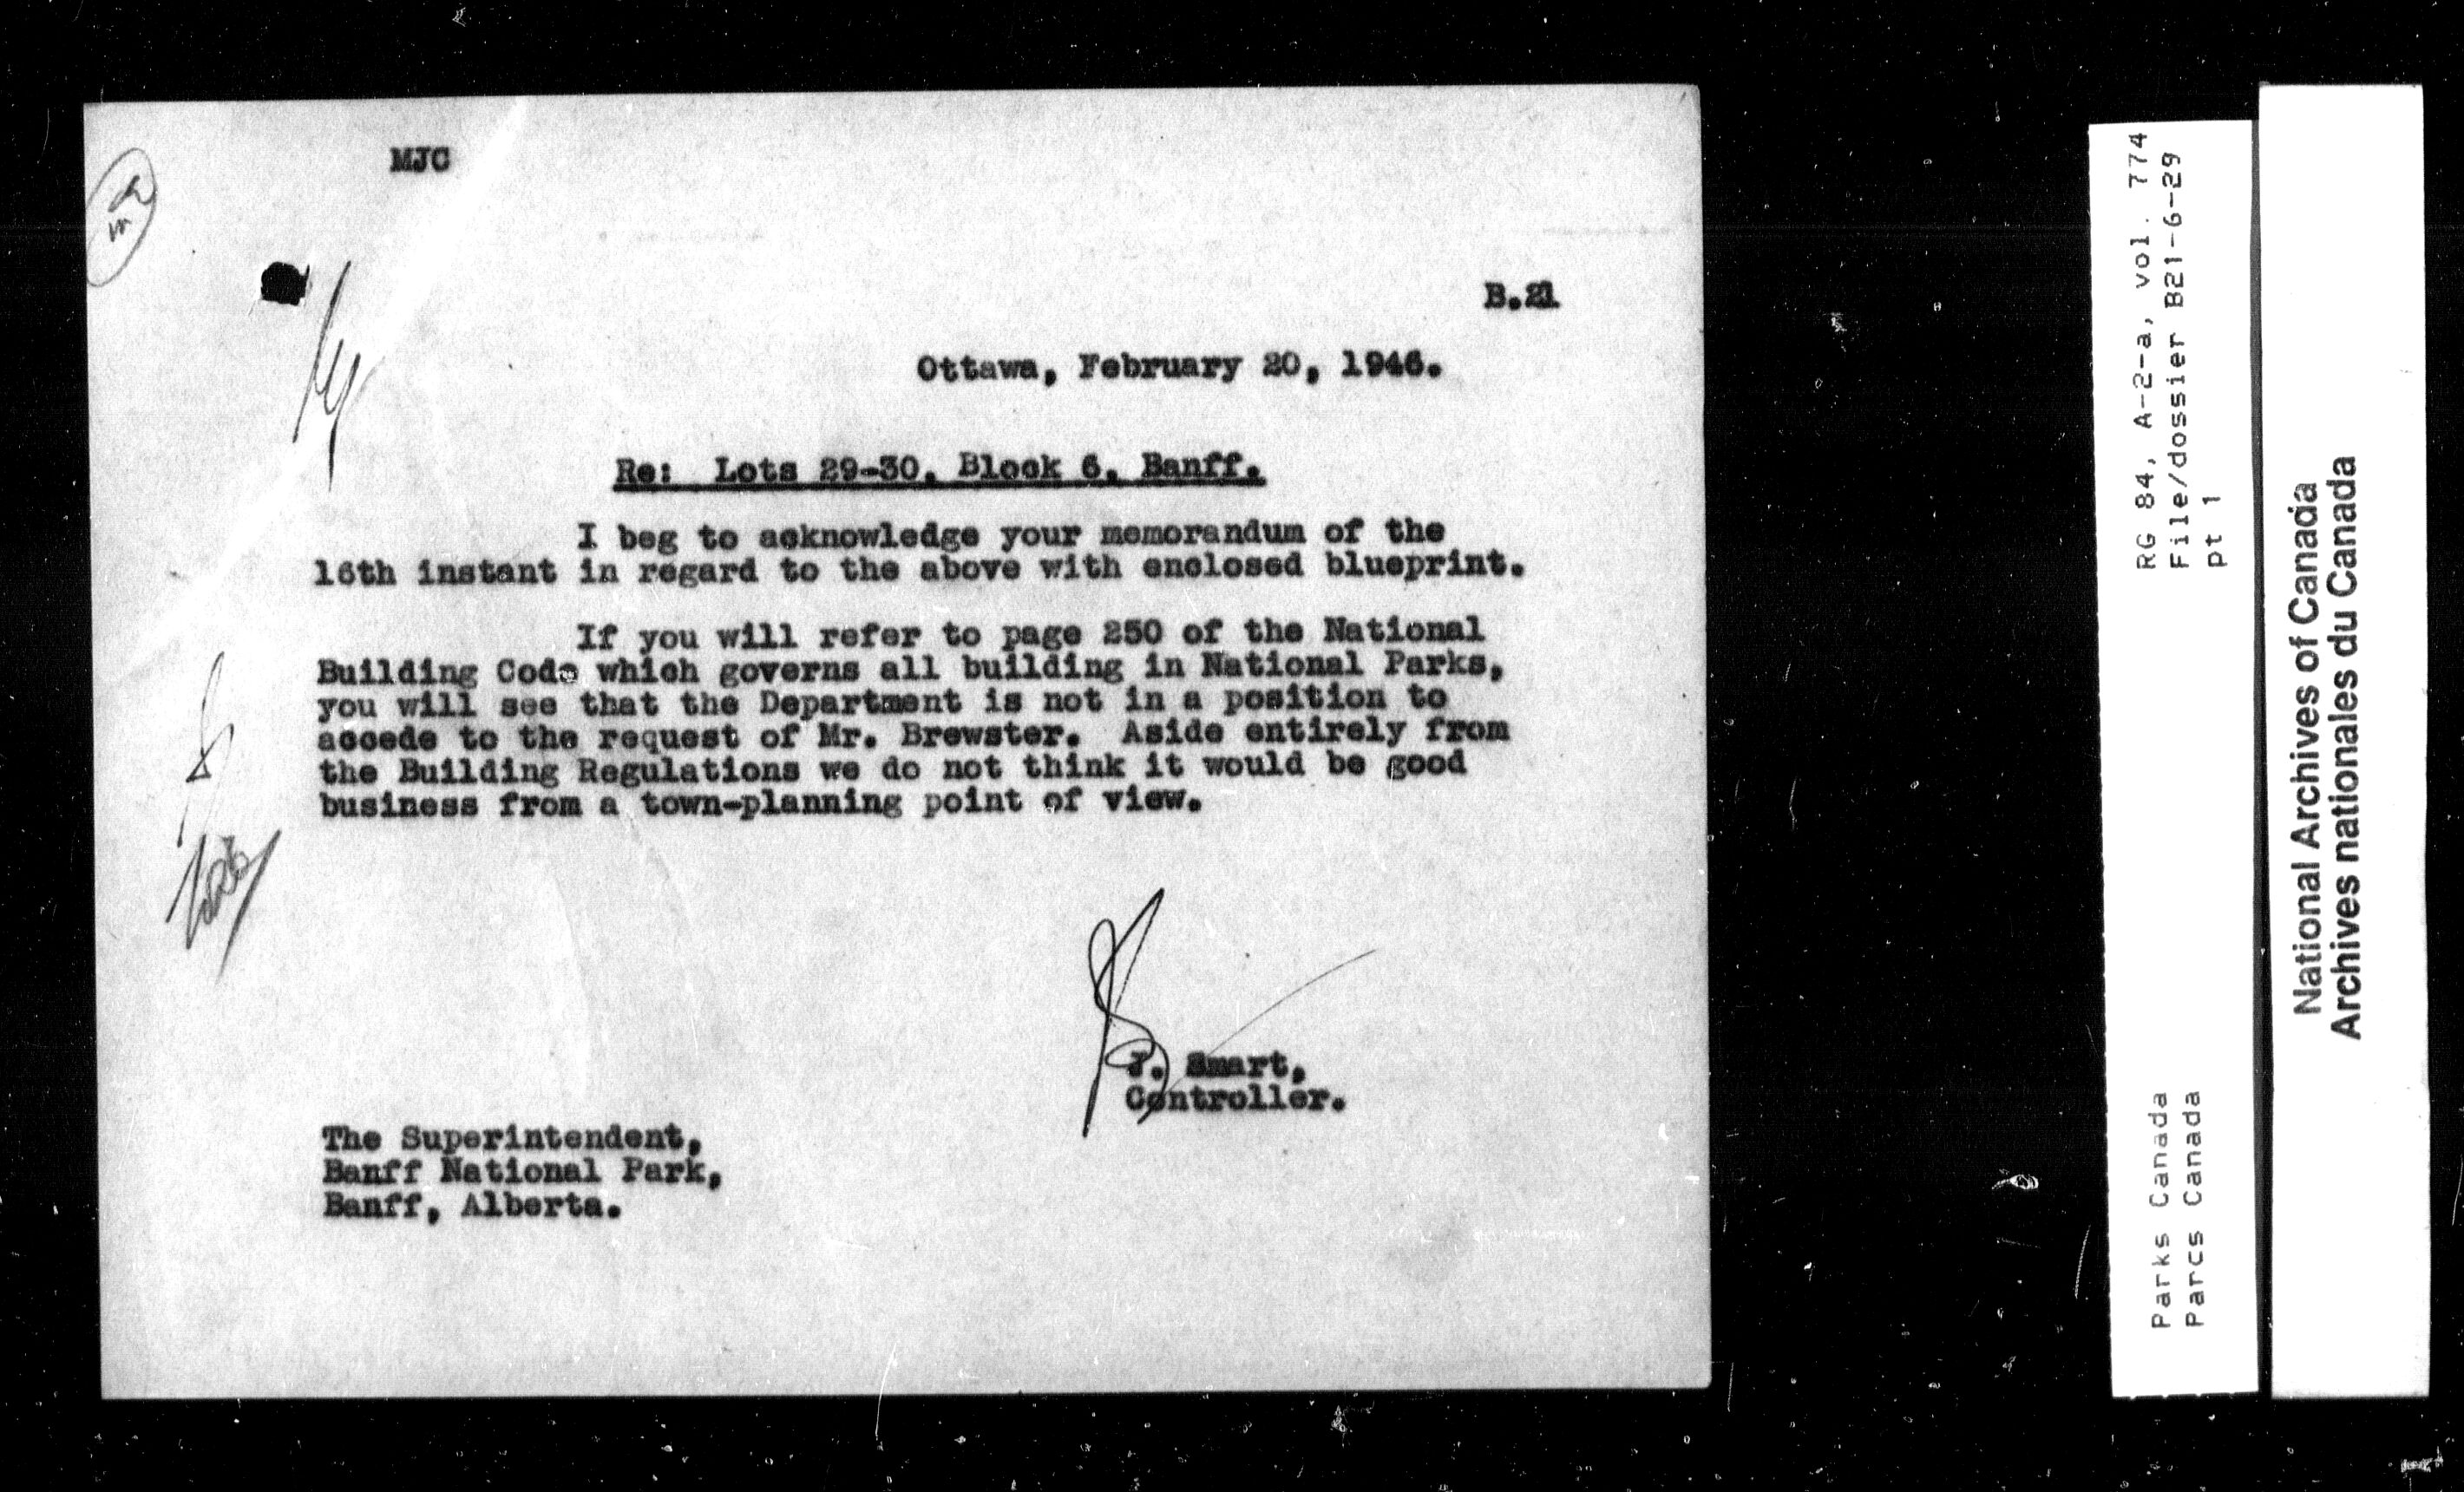 MJC
B.21
Ottawa, February 20, 1946.
Re: Lots 29-30, Block 6, Banff.
I beg to acknowledge your memorandum of the
16th instant in regard to the above with enclosed blueprint.
If you will refer to page 250 of the National
Building Code which governs all building in National Parks,
you will see that the Department is not in a position to
accede to the request of Mr. Brewster. Aside entirely from
the Building Regulations we do not think it would be good
business from a town-planning point of view.
J. Smart,
Controller.
The Superintendent,
Banff National Park,
Banff, Alberta.
RG 84, A-2-a, vol. 774
File/dossier B21-6-29
pt 1
Parks Canada
Parcs Canada
National Archives of Canada
Archives nationales du Canada